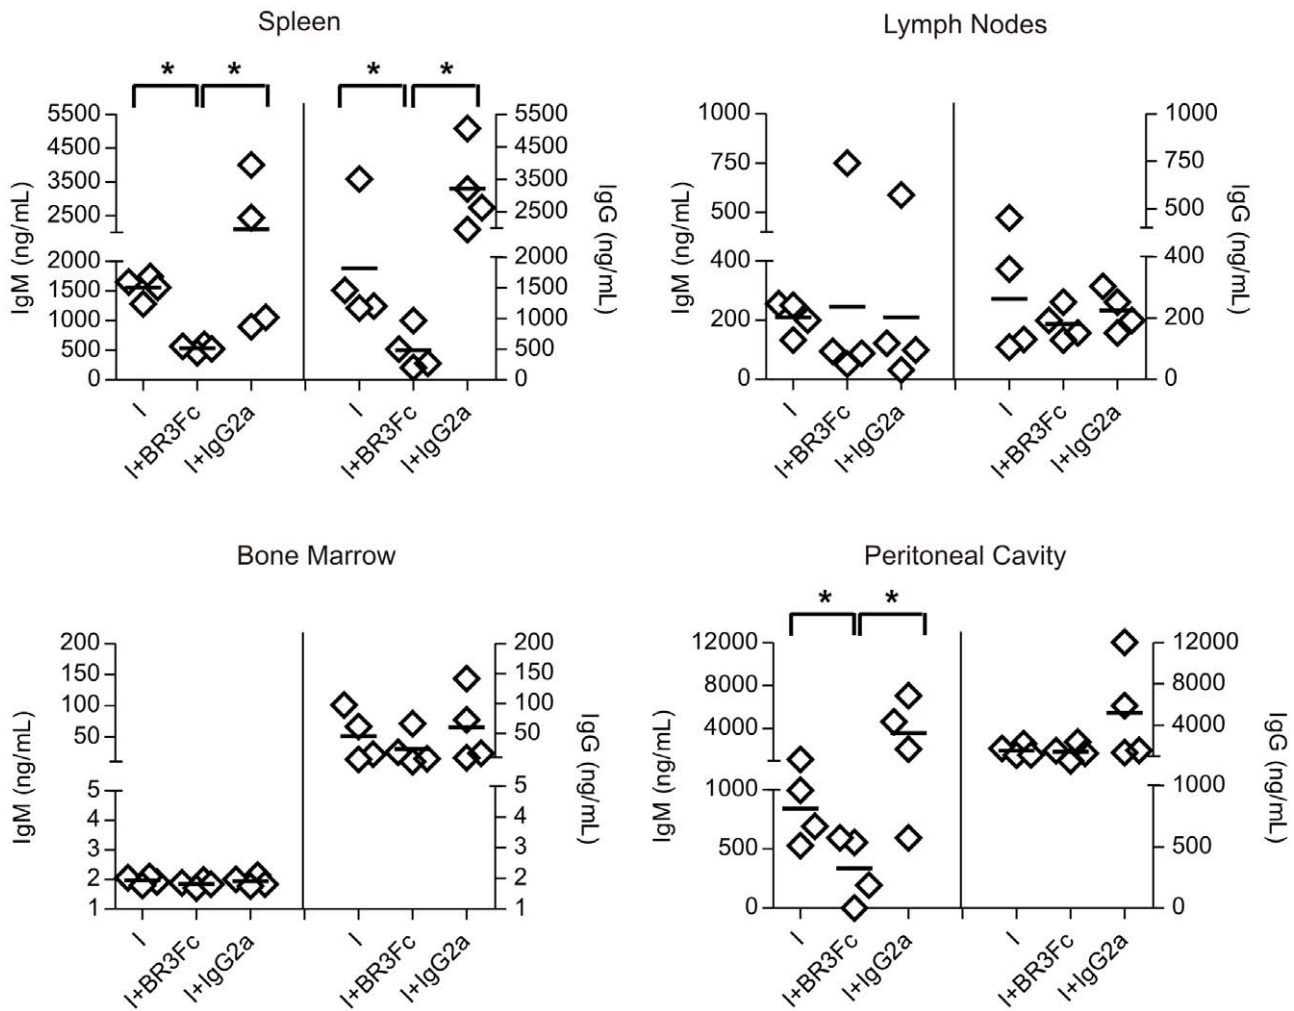 Spleen
* * * *
5500 5500
4500 4500
3500 3500
2500 2500
2000 2000
1500 1500
1000 1000
500 500
0 0
IgM (ng/mL)
IgG (ng/mL)
I I+BR3Fc I+IgG2a I I+BR3Fc I+IgG2a
Lymph Nodes
1000 1000
750 750
500 500
400 400
200 200
0 0
IgM (ng/mL)
IgG (ng/mL)
I I+BR3Fc I+IgG2a I I+BR3Fc I+IgG2a
Bone Marrow
200 200
150 150
100 100
50 50
5 5
4 4
3 3
2 2
1 1
IgM (ng/mL)
IgG (ng/mL)
I I+BR3Fc I+IgG2a I I+BR3Fc I+IgG2a
Peritoneal Cavity
* *
12000 12000
8000 8000
4000 4000
1000 1000
500 500
0 0
IgM (ng/mL)
IgG (ng/mL)
I I+BR3Fc I+IgG2a I I+BR3Fc I+IgG2a